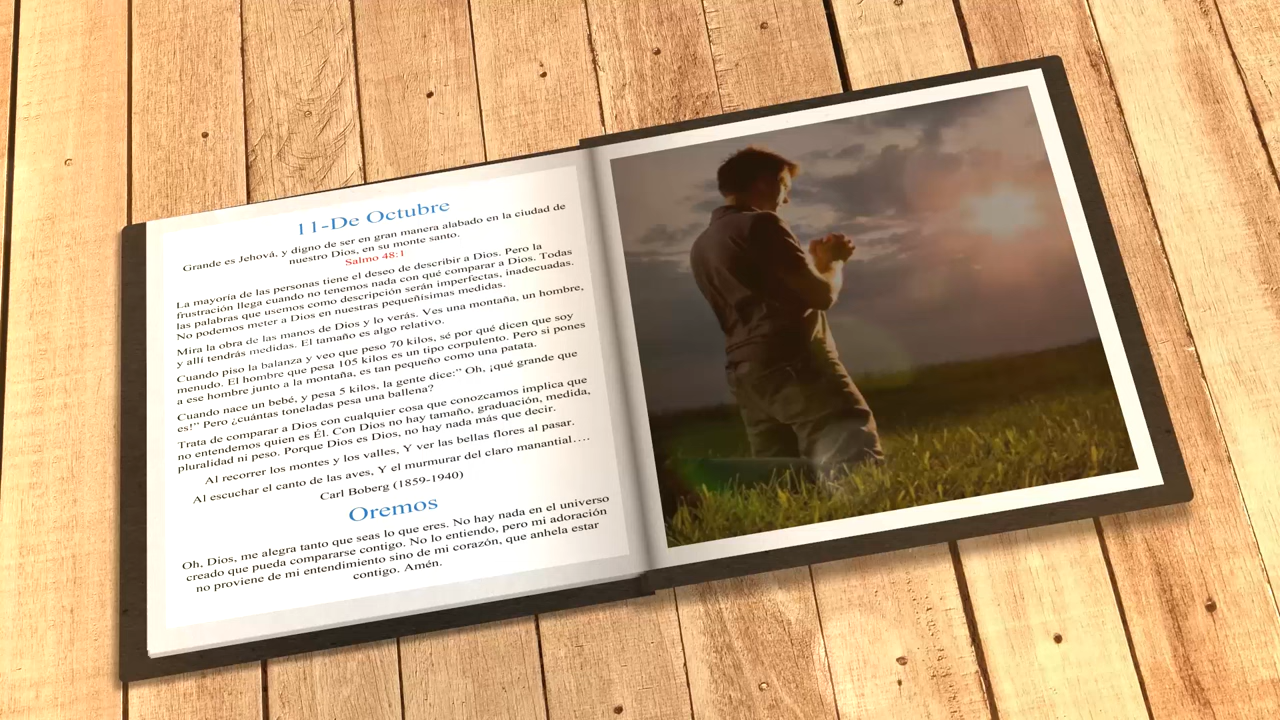 11-De Octubre
Grande es Jehová, y digno de ser en gran manera alabado en la ciudad de
nuestro Dios, en su monte santo.
Salmo 48:1
La mayoría de las personas tiene el deseo de describir a Dios. Pero la
frustración llega cuando no tenemos nada con qué comparar a Dios. Todas
las palabras que usemos como descripción serán imperfectas, inadecuadas.
No podemos meter a Dios en nuestras pequeñísimas medidas.
Mira la obra de las manos de Dios y lo verás. Ves una montaña, un hombre,
y allí tendrás medidas. El tamaño es algo relativo.
Cuando piso la balanza y veo que peso 70 kilos, sé por qué dicen que soy
menudo. El hombre que pesa 105 kilos es un tipo corpulento. Pero si pones
a ese hombre junto a la montaña, es tan pequeño como una patata.
Cuando nace un bebé, y pesa 5 kilos, la gente dice:” Oh, ¡qué grande que
es!” Pero ¿cuántas toneladas pesa una ballena?
Trata de comparar a Dios con cualquier cosa que conozcamos implica que
no entendemos quien es Él. Con Dios no hay tamaño, graduación, medida,
pluralidad ni peso. Porque Dios es Dios, no hay nada más que decir.
Al recorrer los montes y los valles, Y ver las bellas flores al pasar.
Al escuchar el canto de las aves, Y el murmurar del claro manantial….
Carl Boberg (1859-1940)
Oremos
Oh, Dios, me alegra tanto que seas lo que eres. No hay nada en el universo
creado que pueda compararse contigo. No lo entiendo, pero mi adoración
no proviene de mi entendimiento sino de mi corazón, que anhela estar
contigo. Amén.